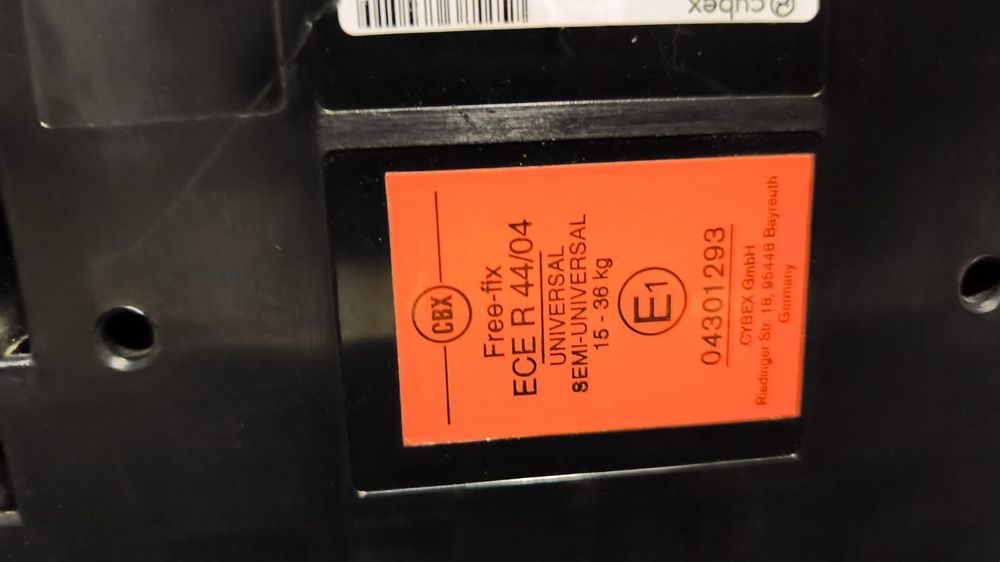 cybex
CBX
Free-fix
ECE R 44/04
UNIVERSAL
SEMI-UNIVERSAL
15 - 36 kg
E1
04301293
CYBEX GmbH
Riedinger Str. 18, 95448 Bayreuth
Germany